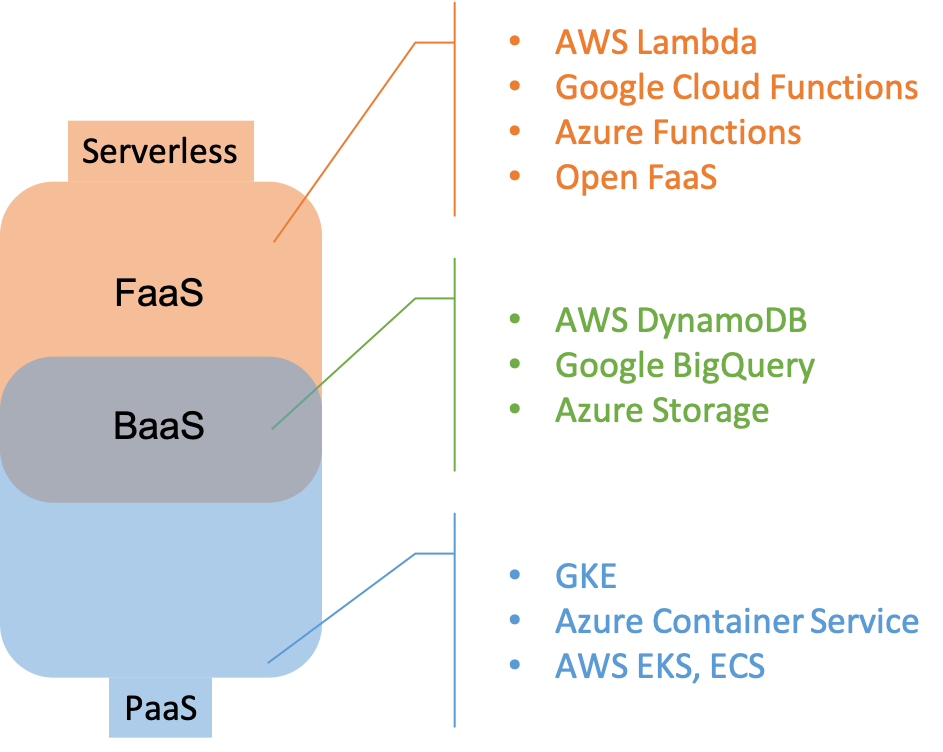 Serverless
FaaS
BaaS
PaaS
• AWS Lambda
• Google Cloud Functions
• Azure Functions
• Open FaaS
• AWS DynamoDB
• Google BigQuery
• Azure Storage
• GKE
• Azure Container Service
• AWS EKS, ECS